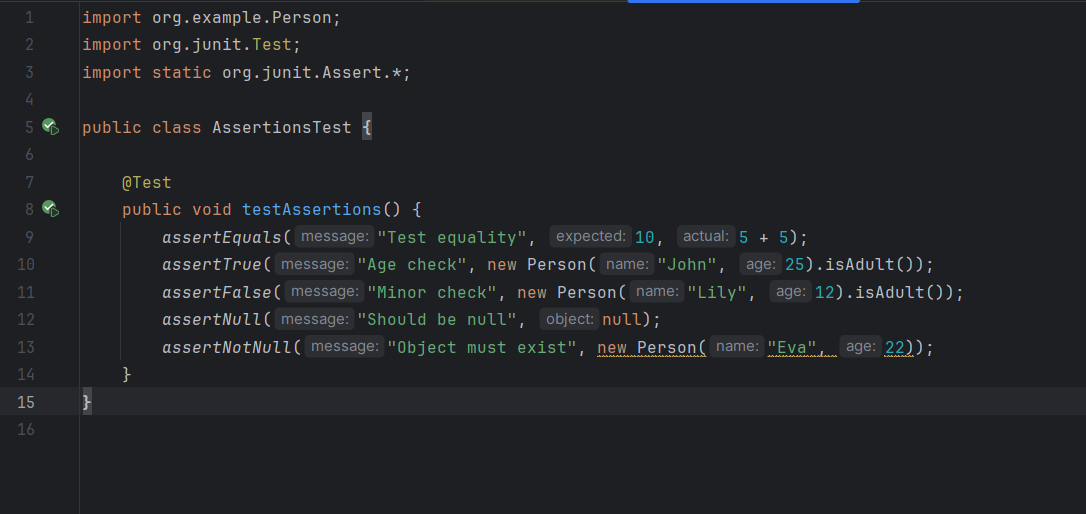 1 import org.example.Person;
2 import org.junit.Test;
3 import static org.junit.Assert.*;
4
5 public class AssertionsTest {
6
7 @Test
8 public void testAssertions() {
9 assertEquals( message: "Test equality", expected: 10, actual: 5 + 5);
10 assertTrue( message: "Age check", new Person( name: "John", age: 25).isAdult());
11 assertFalse( message: "Minor check", new Person( name: "Lily", age: 12).isAdult());
12 assertNull( message: "Should be null", object: null);
13 assertNotNull( message: "Object must exist", new Person( name: "Eva", age: 22));
14 }
15 }
16